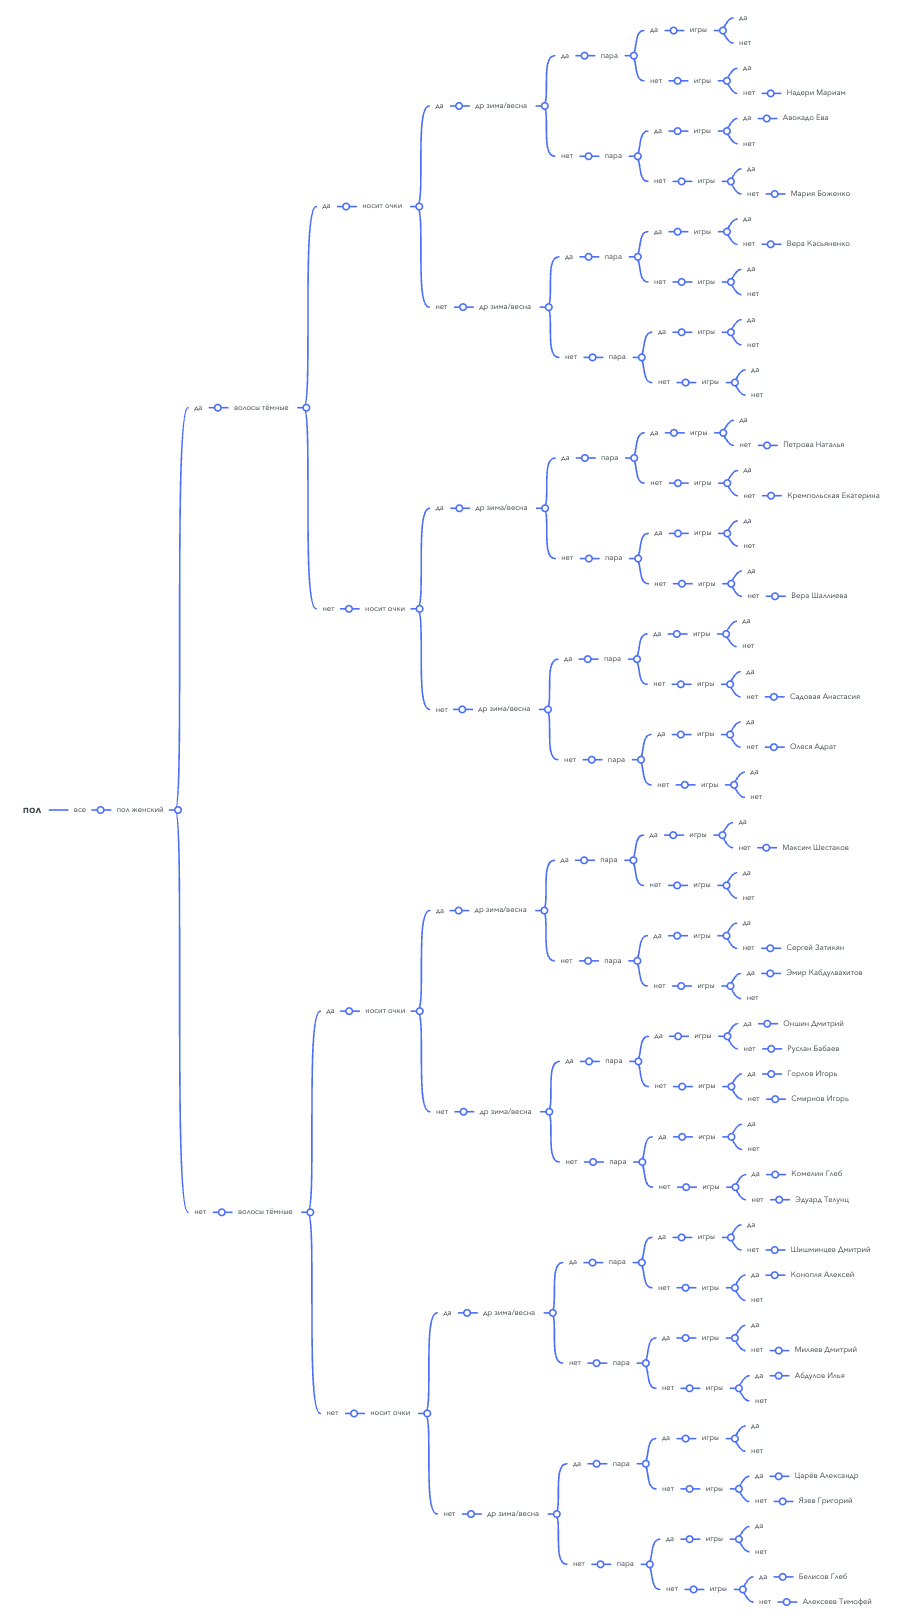 да
да игры
нет
да пара
да
нет игры
нет Надери Мариам
да др зима/весна
да Авокадо Ева
да игры
нет
нет пара
да
нет игры
нет Мария Боженко
да носит очки
да
да игры
нет Вера Касьяненко
да пара
да
нет игры
нет
нет др зима/весна
да
да игры
нет
нет пара
да
нет игры
нет
да волосы тёмные
да
да игры
нет Петрова Наталья
да пара
да
нет игры
нет Кремпольская Екатерина
да др зима/весна
да
да игры
нет
нет пара
да
нет игры
нет Вера Шаллиева
нет носит очки
да
да игры
нет
да пара
да
нет игры
нет Садовая Анастасия
нет др зима/весна
да
да игры
нет Олеся Адрат
нет пара
да
нет игры
нет
ПОЛ все пол женский
да
да игры
нет Максим Шестаков
да пара
да
нет игры
нет
да др зима/весна
да
да игры
нет Сергей Затикян
нет пара
да Эмир Кабдулвахитов
нет игры
нет
да носит очки
да Оншин Дмитрий
да игры
нет Руслан Бабаев
да пара
да Горлов Игорь
нет игры
нет Смирнов Игорь
нет др зима/весна
да
да игры
нет
нет пара
да Комелин Глеб
нет игры
нет Эдуард Телунц
нет волосы тёмные
да
да игры
нет Шишминцев Дмитрий
да пара
да Конопля Алексей
нет игры
нет
да др зима/весна
да
да игры
нет Миляев Дмитрий
нет пара
да Абдулов Илья
нет игры
нет
нет носит очки
да
да игры
нет
да пара
да Царёв Александр
нет игры
нет Язев Григорий
нет др зима/весна
да
да игры
нет
нет пара
да Белисов Глеб
нет игры
нет Алексеев Тимофей